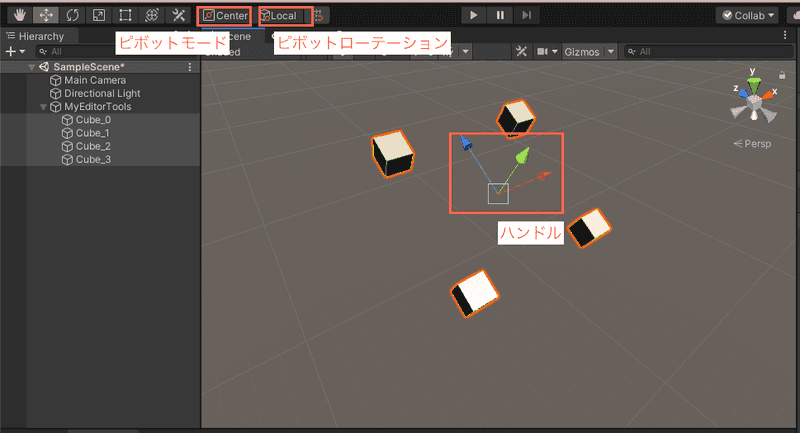 Center
Local
Collab
ピボットモード
ピボットローテーション
Hierarchy
All
Gizmos
All
SampleScene*
Main Camera
Directional Light
MyEditorTools
Cube_0
Cube_1
Cube_2
Cube_3
y
z
x
Persp
ハンドル